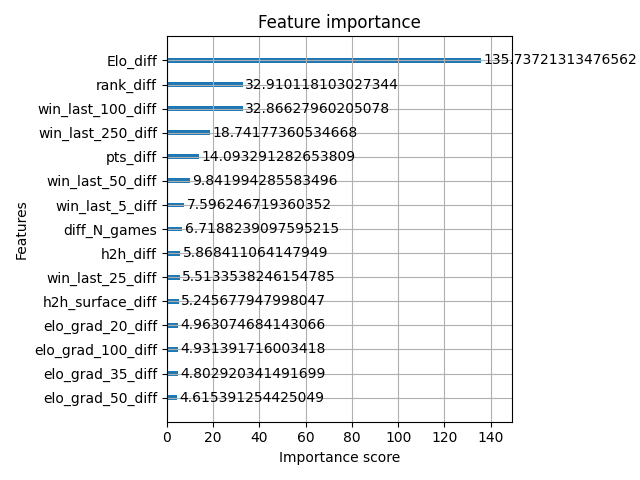 Feature importance
Elo_diff 135.73721313476562
rank_diff 32.910118103027344
win_last_100_diff 32.86627960205078
win_last_250_diff 18.74177360534668
pts_diff 14.093291282653809
win_last_50_diff 9.841994285583496
win_last_5_diff 7.596246719360352
diff_N_games 6.7188239097595215
h2h_diff 5.868411064147949
win_last_25_diff 5.5133538246154785
h2h_surface_diff 5.245677947998047
elo_grad_20_diff 4.963074684143066
elo_grad_100_diff 4.931391716003418
elo_grad_35_diff 4.802920341491699
elo_grad_50_diff 4.615391254425049
Features
0 20 40 60 80 100 120 140
Importance score